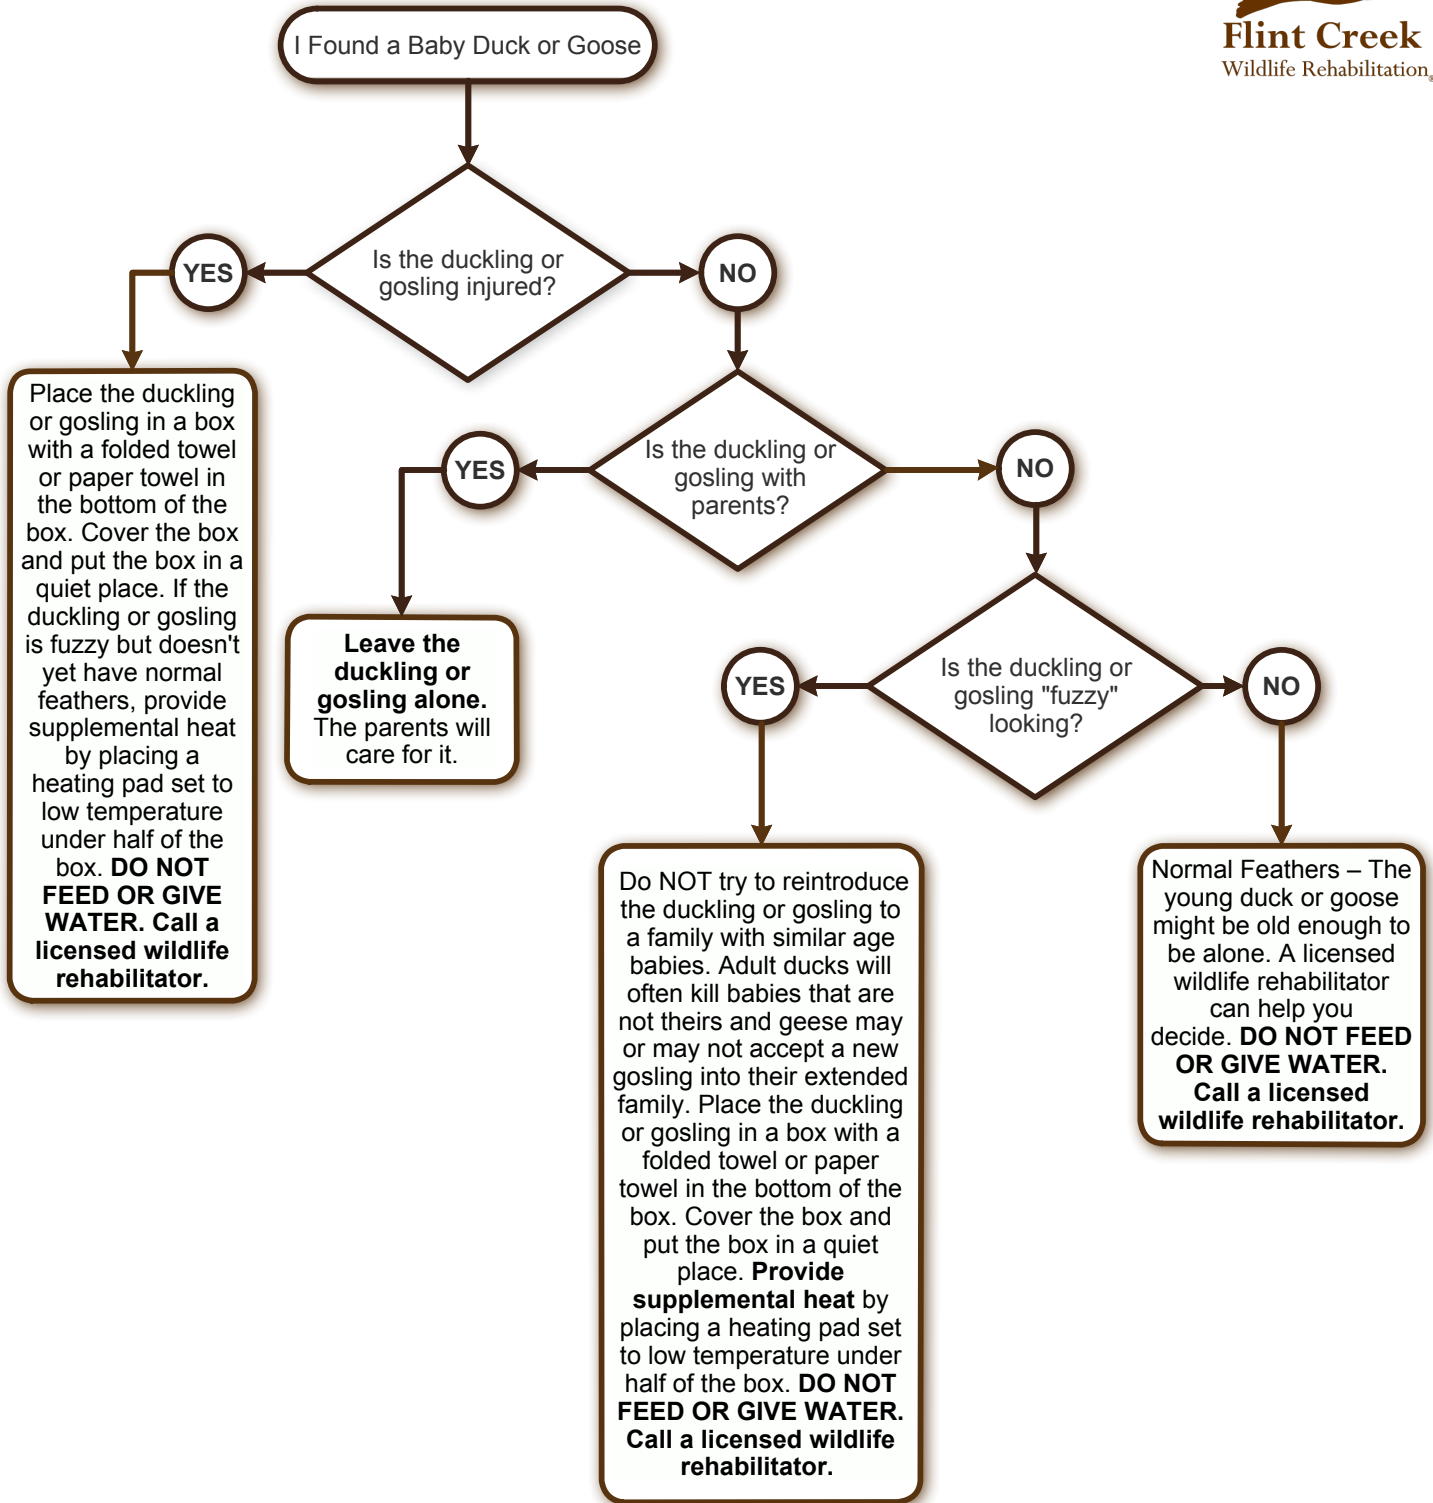 Flint Creek
Wildlife Rehabilitation®
I Found a Baby Duck or Goose
Is the duckling or
gosling injured?
YES
NO
Place the duckling
or gosling in a box
with a folded towel
or paper towel in
the bottom of the
box. Cover the box
and put the box in a
quiet place. If the
duckling or gosling
is fuzzy but doesn't
yet have normal
feathers, provide
supplemental heat
by placing a
heating pad set to
low temperature
under half of the
box. DO NOT
FEED OR GIVE
WATER. Call a
licensed wildlife
rehabilitator.
Is the duckling or
gosling with
parents?
YES
NO
Leave the
duckling or
gosling alone.
The parents will
care for it.
Is the duckling or
gosling "fuzzy"
looking?
YES
NO
Do NOT try to reintroduce
the duckling or gosling to
a family with similar age
babies. Adult ducks will
often kill babies that are
not theirs and geese may
or may not accept a new
gosling into their extended
family. Place the duckling
or gosling in a box with a
folded towel or paper
towel in the bottom of the
box. Cover the box and
put the box in a quiet
place. Provide
supplemental heat by
placing a heating pad set
to low temperature under
half of the box. DO NOT
FEED OR GIVE WATER.
Call a licensed wildlife
rehabilitator.
Normal Feathers – The
young duck or goose
might be old enough to
be alone. A licensed
wildlife rehabilitator
can help you
decide. DO NOT FEED
OR GIVE WATER.
Call a licensed
wildlife rehabilitator.